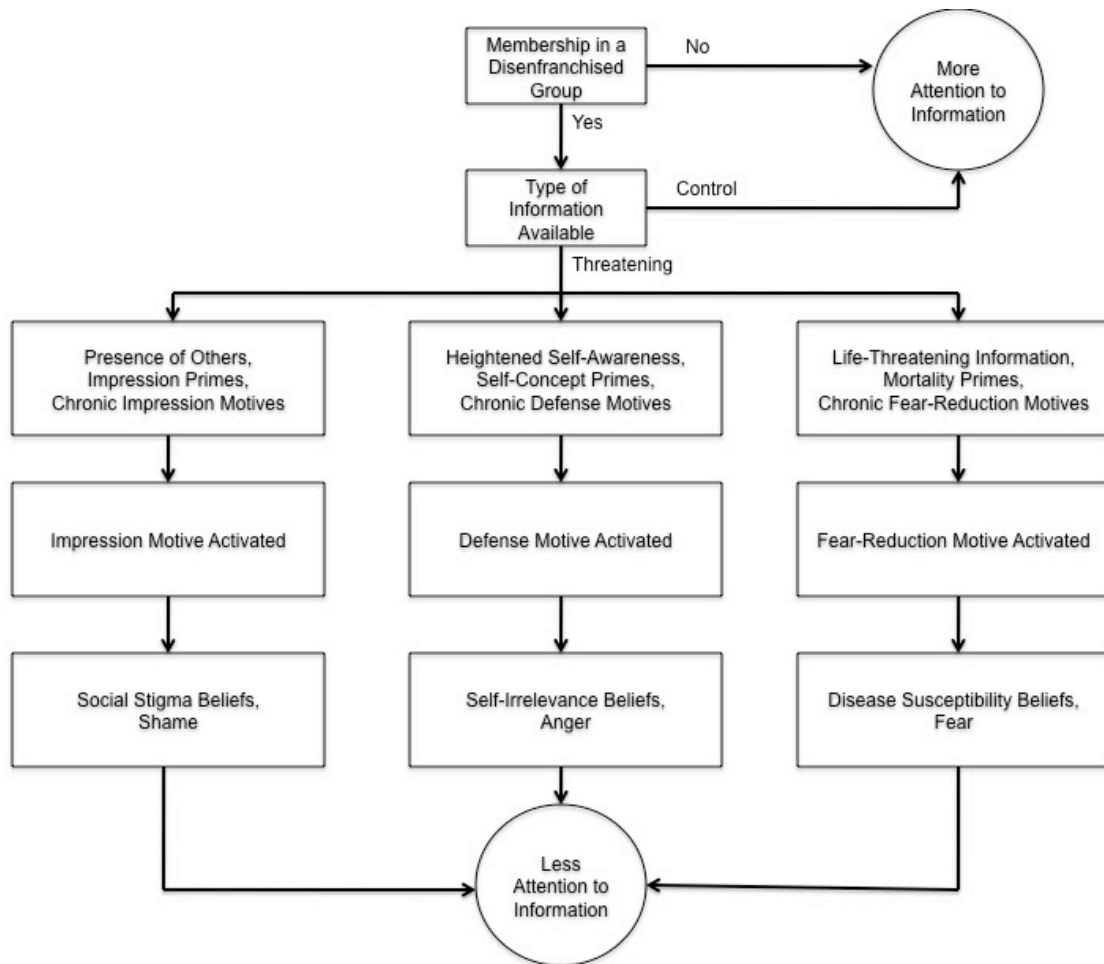 Membership in a
Disenfranchised
Group
No
More
Attention to
Information
Yes
Type of
Information
Available
Control
Threatening
Presence of Others,
Impression Primes,
Chronic Impression Motives
Heightened Self-Awareness,
Self-Concept Primes,
Chronic Defense Motives
Life-Threatening Information,
Mortality Primes,
Chronic Fear-Reduction Motives
Impression Motive Activated
Defense Motive Activated
Fear-Reduction Motive Activated
Social Stigma Beliefs,
Shame
Self-Irrelevance Beliefs,
Anger
Disease Susceptibility Beliefs,
Fear
Less
Attention to
Information